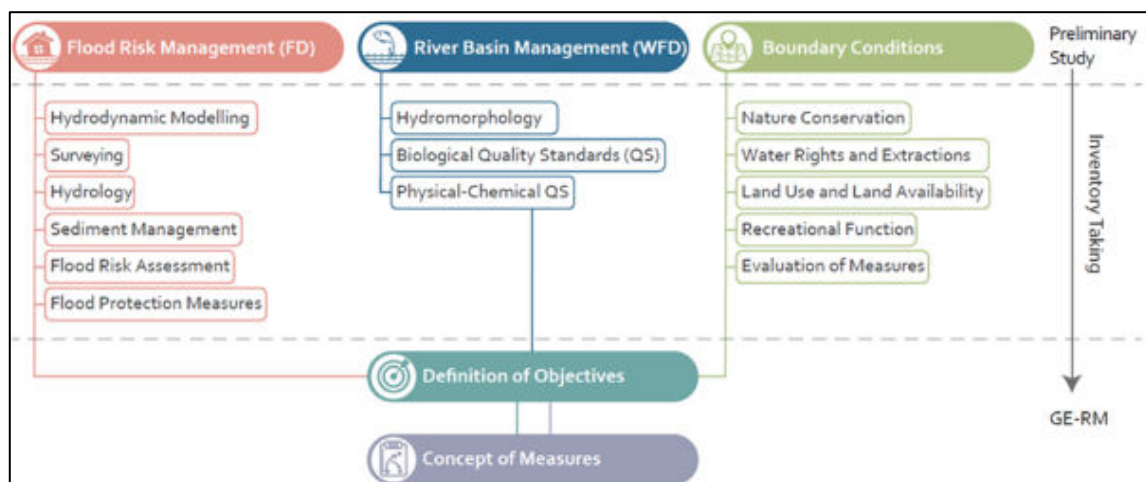 Flood Risk Management (FD)
River Basin Management (WFD)
Boundary Conditions
Preliminary
Study
Hydrodynamic Modelling
Surveying
Hydrology
Sediment Management
Flood Risk Assessment
Flood Protection Measures
Hydromorphology
Biological Quality Standards (QS)
Physical-Chemical QS
Nature Conservation
Water Rights and Extractions
Land Use and Land Availability
Recreational Function
Evaluation of Measures
Inventory Taking
Definition of Objectives
GE-RM
Concept of Measures